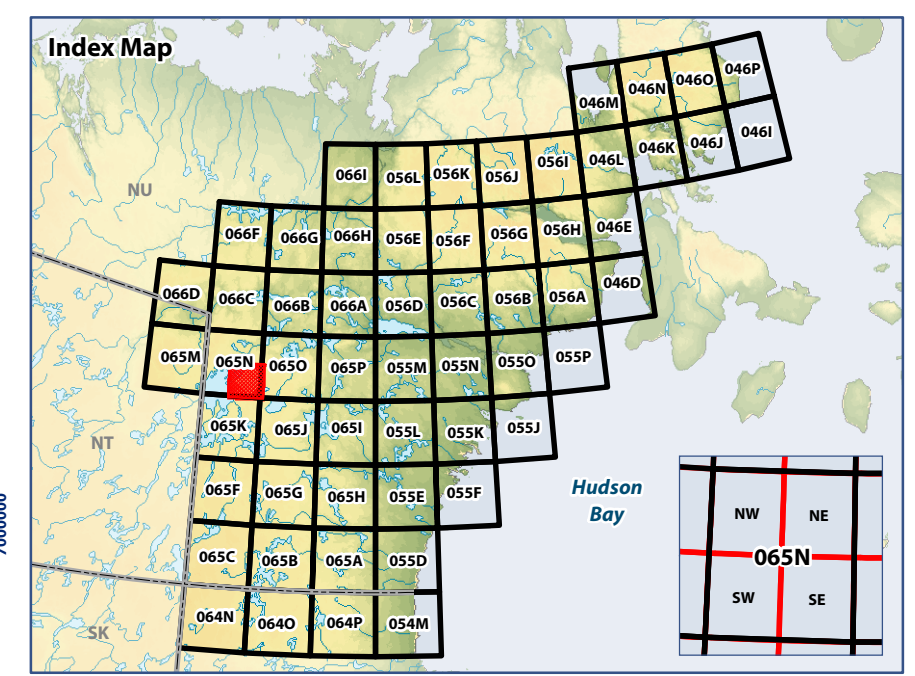 Index Map
046M 046N 046O 046P
066I 056L 056K 056J 056I 046L 046K 046J 046I
NU
066F 066G 066H 056E 056F 056G 056H 046E
066D 066C 066B 066A 056D 056C 056B 056A 046D
065M 065N 065O 065P 055M 055N 055O 055P
NT
065K 065J 065I 055L 055K 055J
065F 065G 065H 055E 055F
Hudson
Bay
7000000
065C 065B 065A 055D
SK
064N 064O 064P 054M
NW NE
065N
SW SE